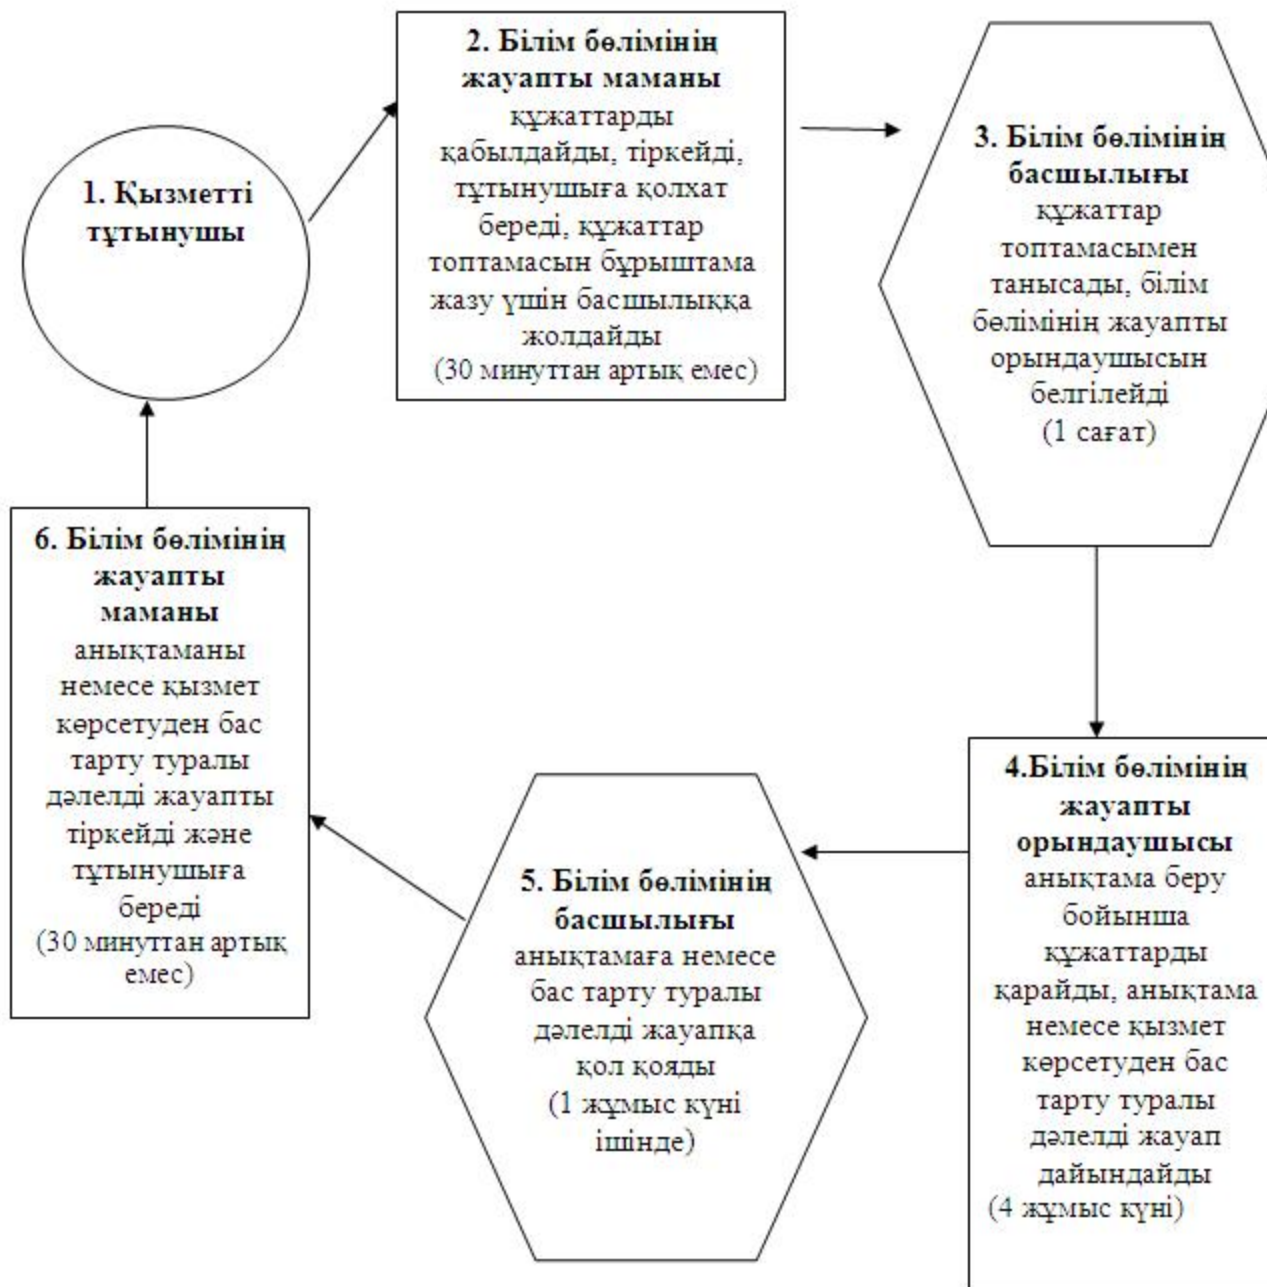 1. Қызметті
тұтынушы
2. Білім бөлімінің
жауапты маманы
құжаттарды
қабылдайды, тіркейді,
тұтынушыға қолхат
береді, құжаттар
топтамасын бұрыштама
жазу үшін басшылыққа
жолдайды
(30 минуттан артық емес)
3. Білім бөлімінің
басшылығы
құжаттар
топтамасымен
танысады, білім
бөлімінің жауапты
орындаушысын
белгілейді
(1 сағат)
4.Білім бөлімінің
жауапты
орындаушысы
анықтама беру
бойынша
құжаттарды
қарайды, анықтама
немесе қызмет
көрсетуден бас
тарту туралы
дәлелді жауап
дайындайды
(4 жұмыс күні)
5. Білім бөлімінің
басшылығы
анықтамаға немесе
бас тарту туралы
дәлелді жауапқа
қол қояды
(1 жұмыс күні
ішінде)
6. Білім бөлімінің
жауапты
маманы
анықтаманы
немесе қызмет
көрсетуден бас
тарту туралы
дәлелді жауапты
тіркейді және
тұтынушыға
береді
(30 минуттан артық
емес)